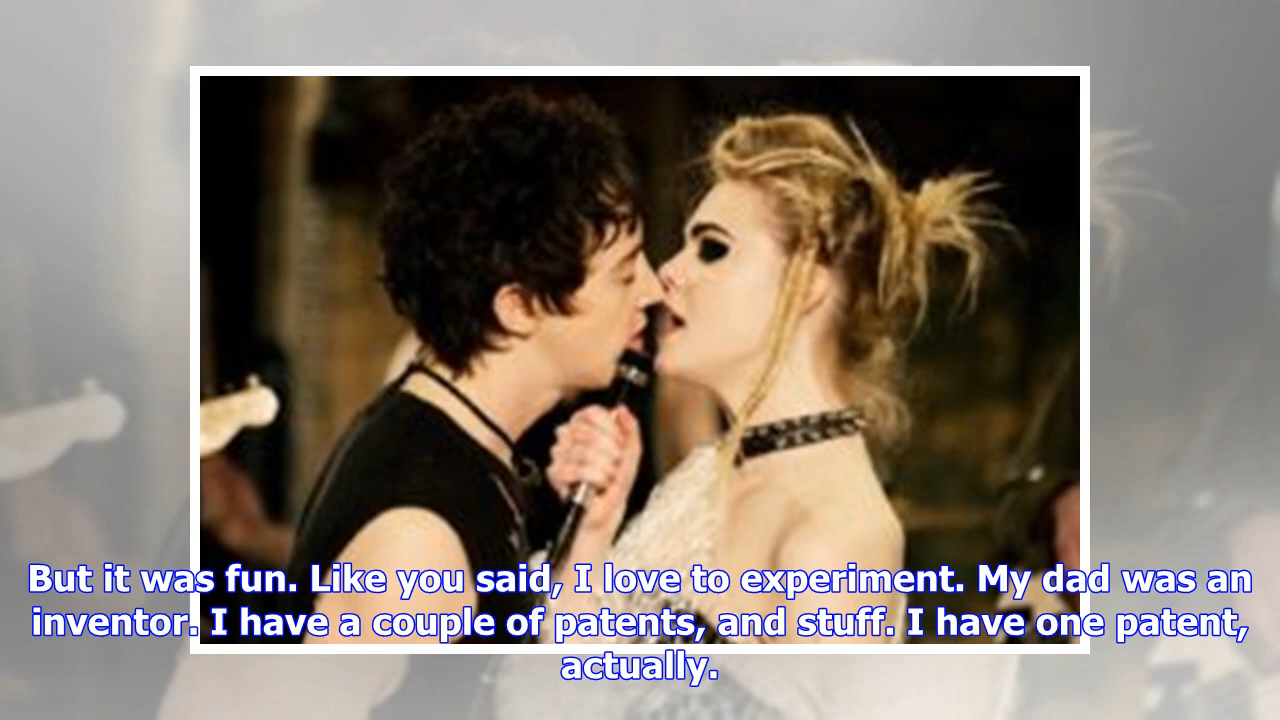 But it was fun. Like you said, I love to experiment. My dad was an
inventor. I have a couple of patents, and stuff. I have one patent,
actually.